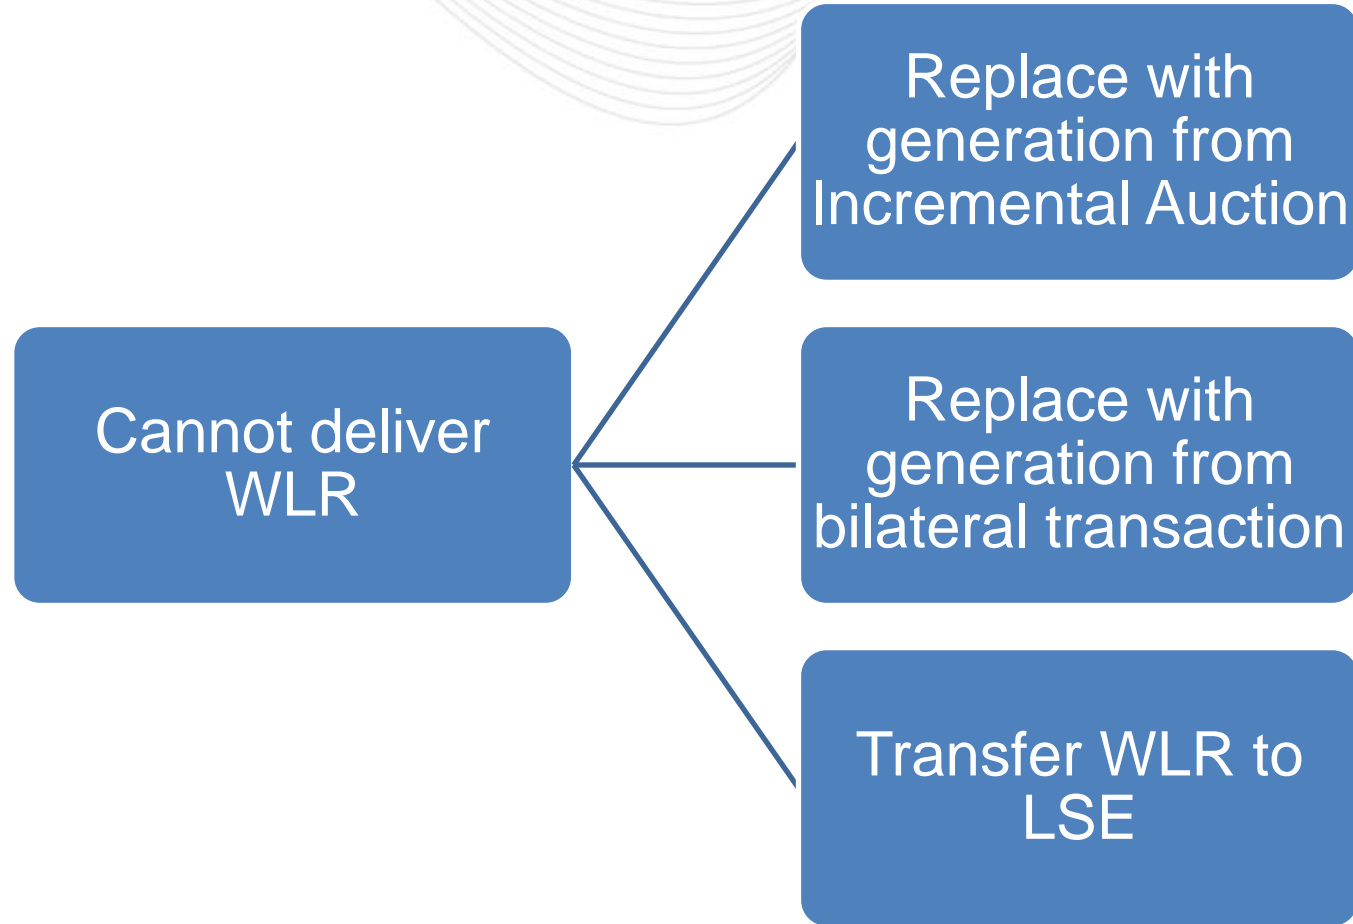 Cannot deliver
WLR
Replace with
generation from
Incremental Auction
Replace with
generation from
bilateral transaction
Transfer WLR to
LSE